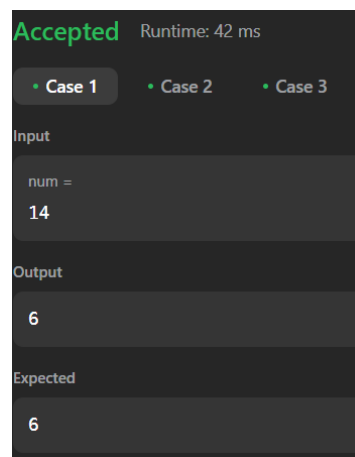 Accepted Runtime: 42 ms
• Case 1 • Case 2 • Case 3
Input
num =
14
Output
6
Expected
6